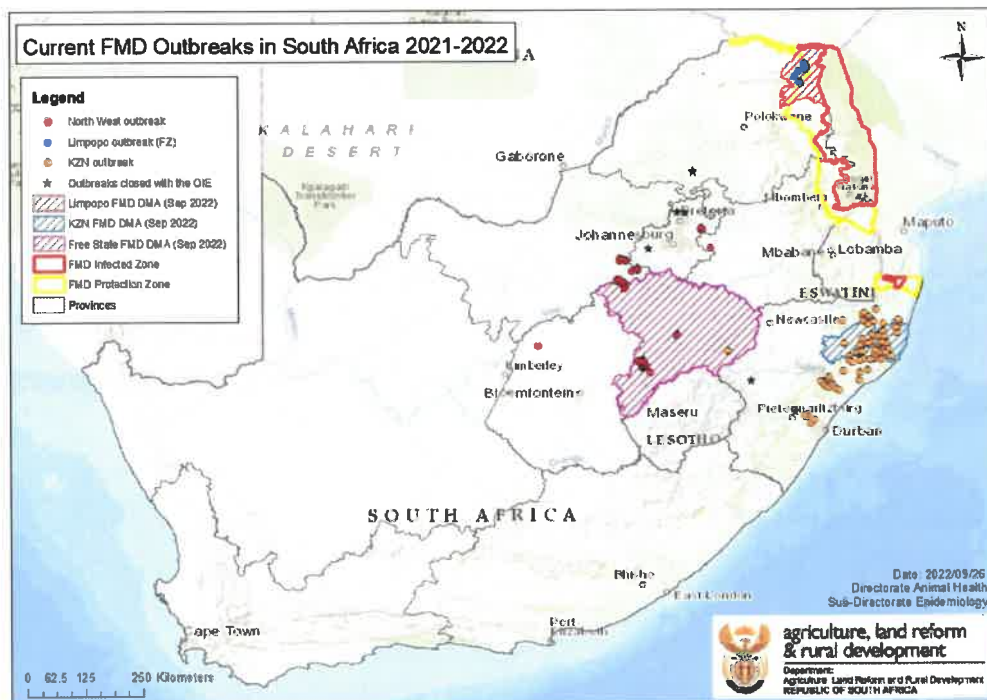 Current FMD Outbreaks in South Africa 2021-2022
N
Legend
North West outbreak
Limpopo outbreak (FZ)
KZN outbreak
Outbreaks closed with the OIE
Limpopo FMD DMA (Sep 2022)
KZN FMD DMA (Sep 2022)
Free State FMD DMA (Sep 2022)
FMD Infected Zone
FMD Protection Zone
Provinces
KALAHARI
DESERT
Gaborone
Polokwane
Johannesburg
Maputo
Mbabane
Lobamba
ESWATINI
Newcastle
Kimberley
Bloemfontein
Maseru
LESOTHO
Durban
SOUTH AFRICA
Bhisho
East London
Port
Elizabeth
Cape Town
0 62.5 125 250 Kilometers
Date: 2022/09/26
Directorate Animal Health
Sub-Directorate Epidemiology
agriculture, land reform
& rural development
Department:
Agriculture Land Reform and Rural Development
REPUBLIC OF SOUTH AFRICA